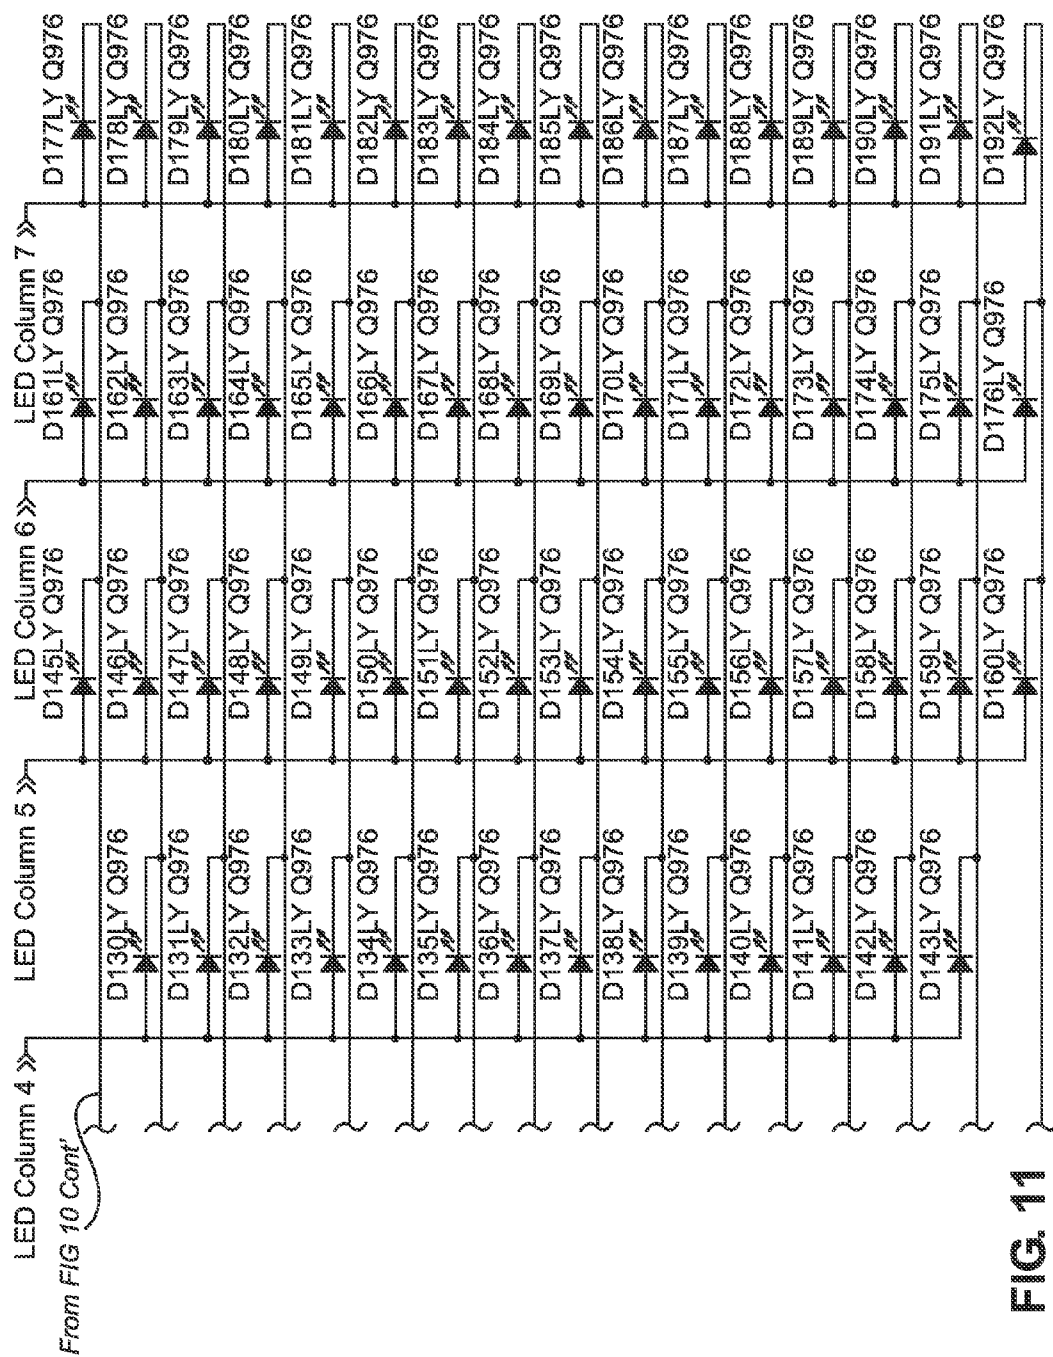 LED Column 4
From FIG 10 Cont'
D130LY Q976
D131LY Q976
D132LY Q976
D133LY Q976
D134LY Q976
D135LY Q976
D136LY Q976
D137LY Q976
D138LY Q976
D139LY Q976
D140LY Q976
D141LY Q976
D142LY Q976
D143LY Q976
LED Column 5
D145LY Q976
D146LY Q976
D147LY Q976
D148LY Q976
D149LY Q976
D150LY Q976
D151LY Q976
D152LY Q976
D153LY Q976
D154LY Q976
D155LY Q976
D156LY Q976
D157LY Q976
D158LY Q976
D159LY Q976
D160LY Q976
LED Column 6
D161LY Q976
D162LY Q976
D163LY Q976
D164LY Q976
D165LY Q976
D166LY Q976
D167LY Q976
D168LY Q976
D169LY Q976
D170LY Q976
D171LY Q976
D172LY Q976
D173LY Q976
D174LY Q976
D175LY Q976
D176LY Q976
LED Column 7
D177LY Q976
D178LY Q976
D179LY Q976
D180LY Q976
D181LY Q976
D182LY Q976
D183LY Q976
D184LY Q976
D185LY Q976
D186LY Q976
D187LY Q976
D188LY Q976
D189LY Q976
D190LY Q976
D191LY Q976
D192LY Q976
FIG. 11